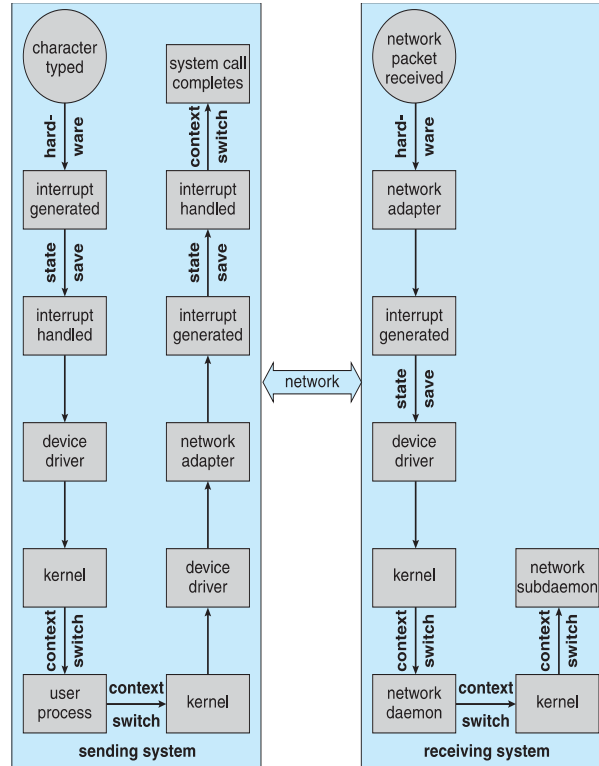 character
typed
hard-
ware
interrupt
generated
state
save
interrupt
handled
device
driver
kernel
context
switch
user
process
context
switch
kernel
device
driver
network
adapter
interrupt
generated
state
save
interrupt
handled
context
switch
system call
completes
sending system
network
network
packet
received
hard-
ware
network
adapter
interrupt
generated
state
save
device
driver
kernel
context
switch
network
daemon
context
switch
kernel
context
switch
network
subdaemon
receiving system